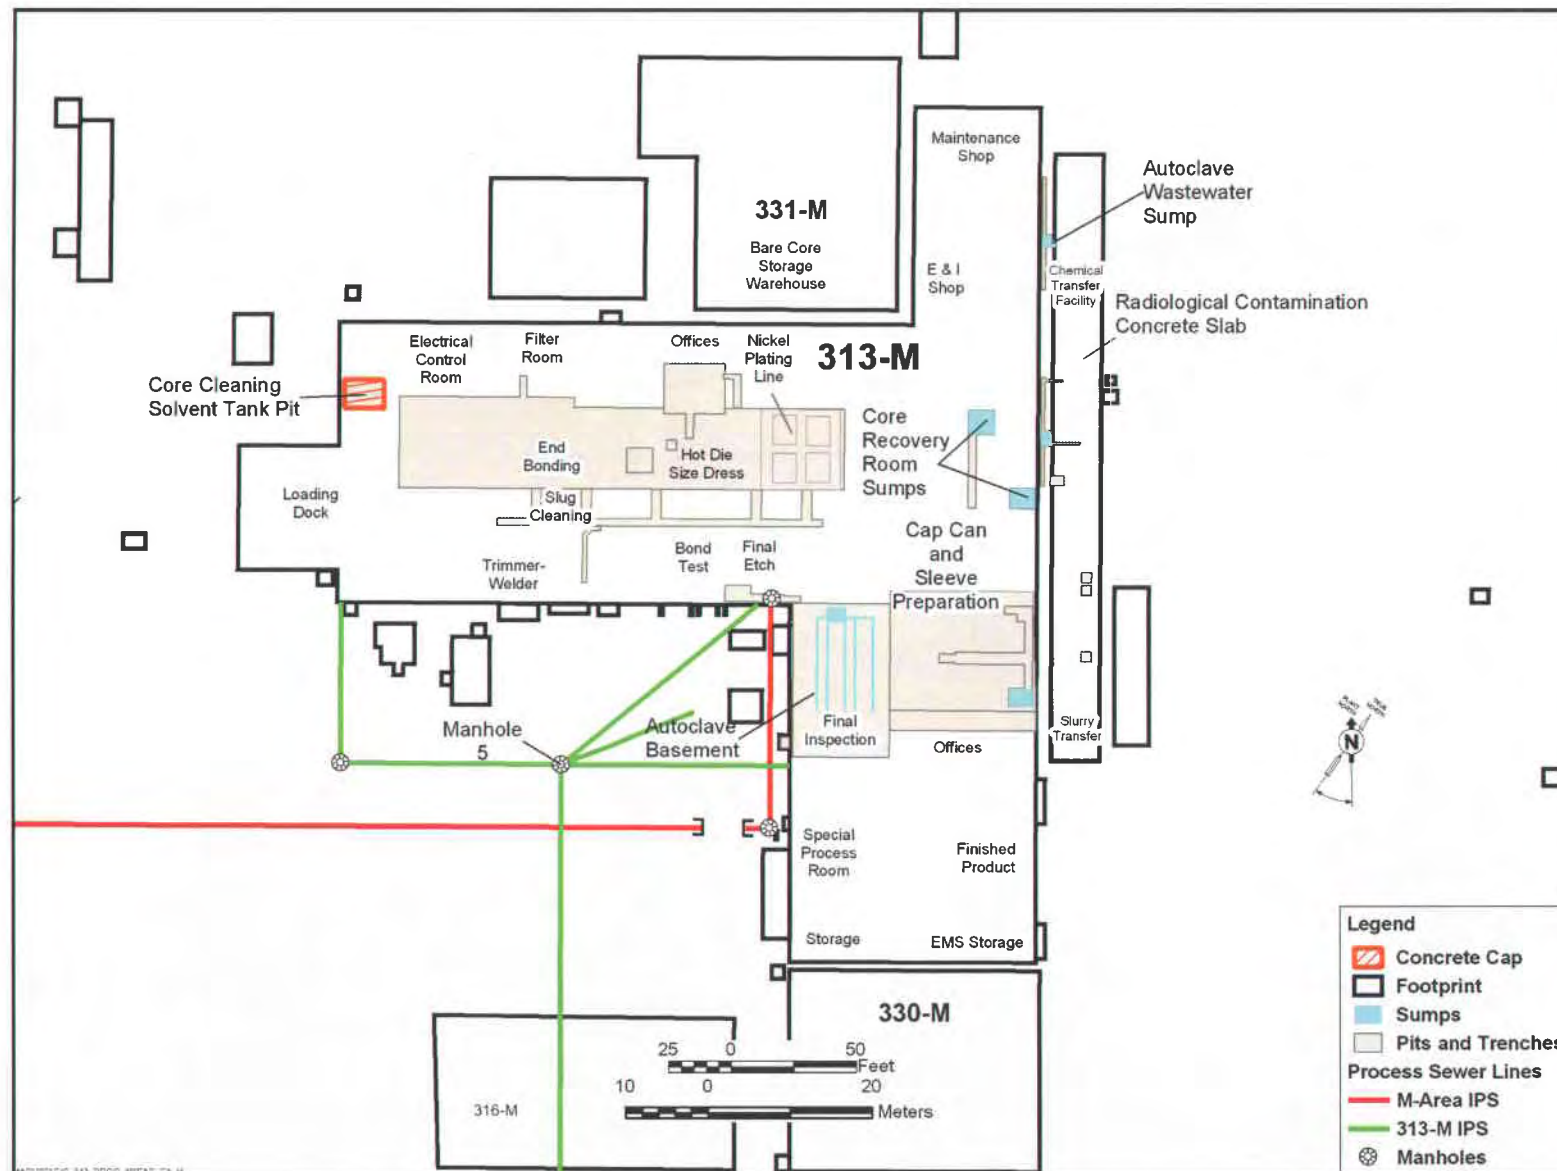 Maintenance
Shop
Autoclave
Wastewater
Sump
331-M
Bare Core
Storage
Warehouse
E & I
Shop
Chemical
Transfer
Facility
Radiological Contamination
Concrete Slab
Electrical
Control
Room
Filter
Room
Offices
Nickel
Plating
Line
313-M
Core Cleaning
Solvent Tank Pit
Core
Recovery
Room
Sumps
End
Bonding
Hot Die
Size Dress
Loading
Dock
Slug
Cleaning
Cap Can
and
Sleeve
Preparation
Trimmer-
Welder
Bond
Test
Final
Etch
Manhole
5
Autoclave
Basement
Final
Inspection
Offices
Slurry
Transfer
N
Special
Process
Room
Finished
Product
Storage
EMS Storage
330-M
316-M
25 0 50
Feet
10 0 20
Meters
Legend
Concrete Cap
Footprint
Sumps
Pits and Trenches
Process Sewer Lines
M-Area IPS
313-M IPS
Manholes